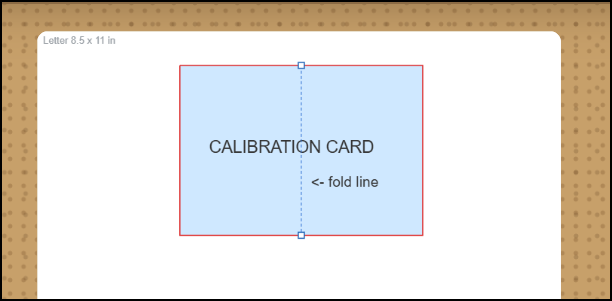 Letter 8.5 x 11 in
CALIBRATION CARD
<- fold line